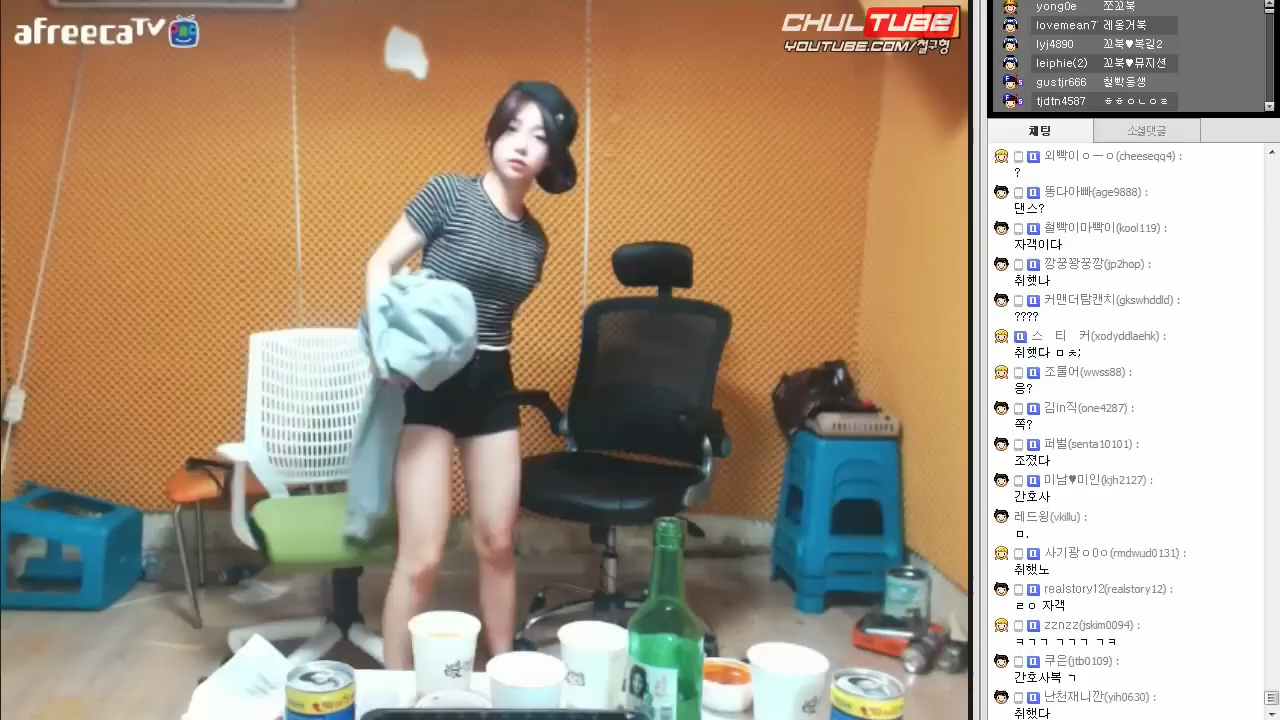 afreecaTV
CHULTUBE
YOUTUBE.COM/철구형
yong0e 쪼꼬북
lovemean7 레옹거북
lyj4890 꼬북♥복길2
leiphie(2) 꼬북♥뮤지션
gustjr666 철빡동생
tjdtn4587 ㅎㅎㅇㄴㅇㅎ
채팅 소셜댓글
외빡이ㅇㅡㅇ(cheeseqq4) :
?
똥다아빠(age9888) :
댄스?
철빡이마빡이(kool119) :
자객이다
깡꿍꽝꿍깡(jp2hop) :
취햇나
커맨더탐캔치(gkswhddld) :
????
스 티 커(xodyddlaehk) :
취햇다 ㅁㅊ;
조물어(wwss88) :
응?
김in직(one4287) :
쪽?
퍼벌(senta10101) :
조졌다
미남♥미인(kjh2127) :
간호사
레드윙(vkillu) :
ㅁ,
사기꽝ㅇ0ㅇ(rmdwud0131) :
취했노
realstory12(realstory12) :
ㄹㅇ 자객
zznzz(jskim0094) :
ㅋㅋㅋ ㅋㅋㅋ ㅋㅋ
쿠은(jtb0109) :
간호사복 ㄱ
난천재니깐(yih0630) :
취햇다